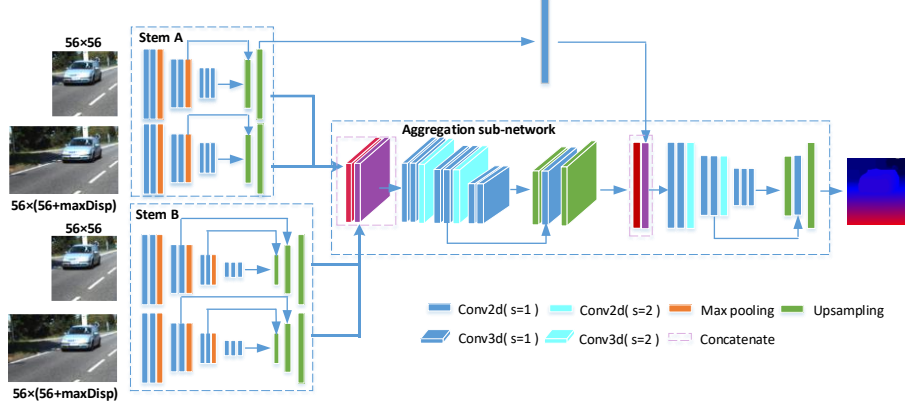 56×56
Stem A
56×(56+maxDisp)
Aggregation sub-network
Stem B
56×56
56×(56+maxDisp)
Conv2d( s=1 )
Conv2d( s=2 )
Max pooling
Upsampling
Conv3d( s=1 )
Conv3d( s=2 )
Concatenate